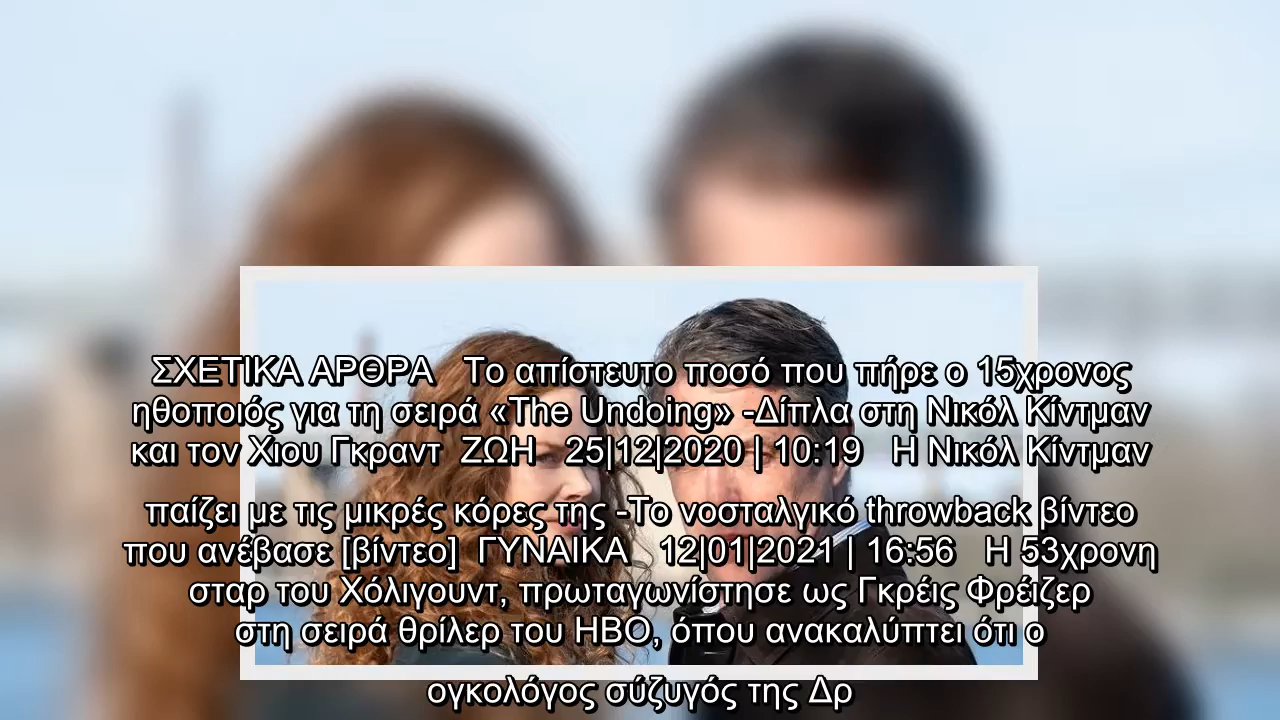 ΣΧΕΤΙΚΑ ΑΡΘΡΑ Το απίστευτο ποσό που πήρε ο 15χρονος
ηθοποιός για τη σειρά «The Undoing» -Δίπλα στη Νικόλ Κίντμαν
και τον Χιου Γκραντ ΖΩΗ 25|12|2020 | 10:19 Η Νικόλ Κίντμαν
παίζει με τις μικρές κόρες της -Το νοσταλγικό throwback βίντεο
που ανέβασε [βίντεο] ΓΥΝΑΙΚΑ 12|01|2021 | 16:56 Η 53χρονη
σταρ του Χόλιγουντ, πρωταγωνίστησε ως Γκρέις Φρέιζερ
στη σειρά θρίλερ του HBO, όπου ανακαλύπτει ότι ο
ογκολόγος σύζυγός της Δρ